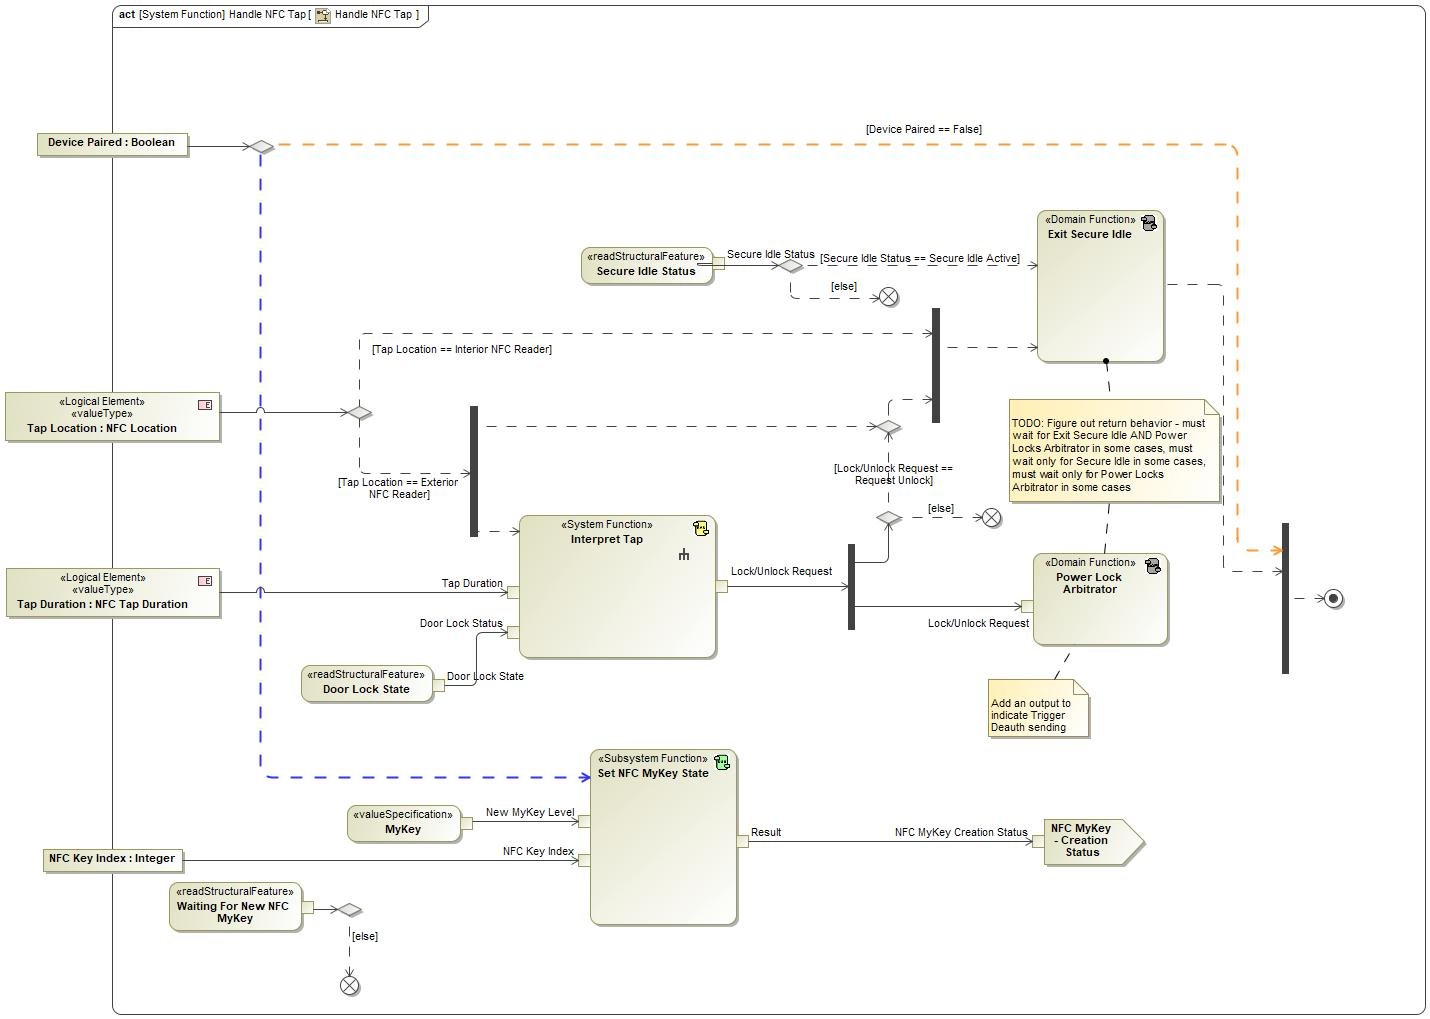 act [System Function] Handle NFC Tap [ Handle NFC Tap ]
Device Paired : Boolean
[Device Paired == False]
«Domain Function»
Exit Secure Idle
«readStructuralFeature»
Secure Idle Status
Secure Idle Status
[Secure Idle Status == Secure Idle Active]
[else]
[Tap Location == Interior NFC Reader]
«Logical Element»
«valueType»
Tap Location : NFC Location
E
TODO: Figure out return behavior - must
wait for Exit Secure Idle AND Power
Locks Arbitrator in some cases, must
wait only for Secure Idle in some cases,
must wait only for Power Locks
Arbitrator in some cases
[Lock/Unlock Request ==
Request Unlock]
[Tap Location == Exterior
NFC Reader]
[else]
«System Function»
Interpret Tap
«Logical Element»
«valueType»
Tap Duration : NFC Tap Duration
E
Tap Duration
Lock/Unlock Request
«Domain Function»
Power Lock
Arbitrator
Door Lock Status
Lock/Unlock Request
«readStructuralFeature»
Door Lock State
Door Lock State
Add an output to
indicate Trigger
Deauth sending
«Subsystem Function»
Set NFC MyKey State
«valueSpecification»
MyKey
New MyKey Level
Result
NFC MyKey Creation Status
NFC MyKey
- Creation
Status
NFC Key Index : Integer
NFC Key Index
«readStructuralFeature»
Waiting For New NFC
MyKey
[else]